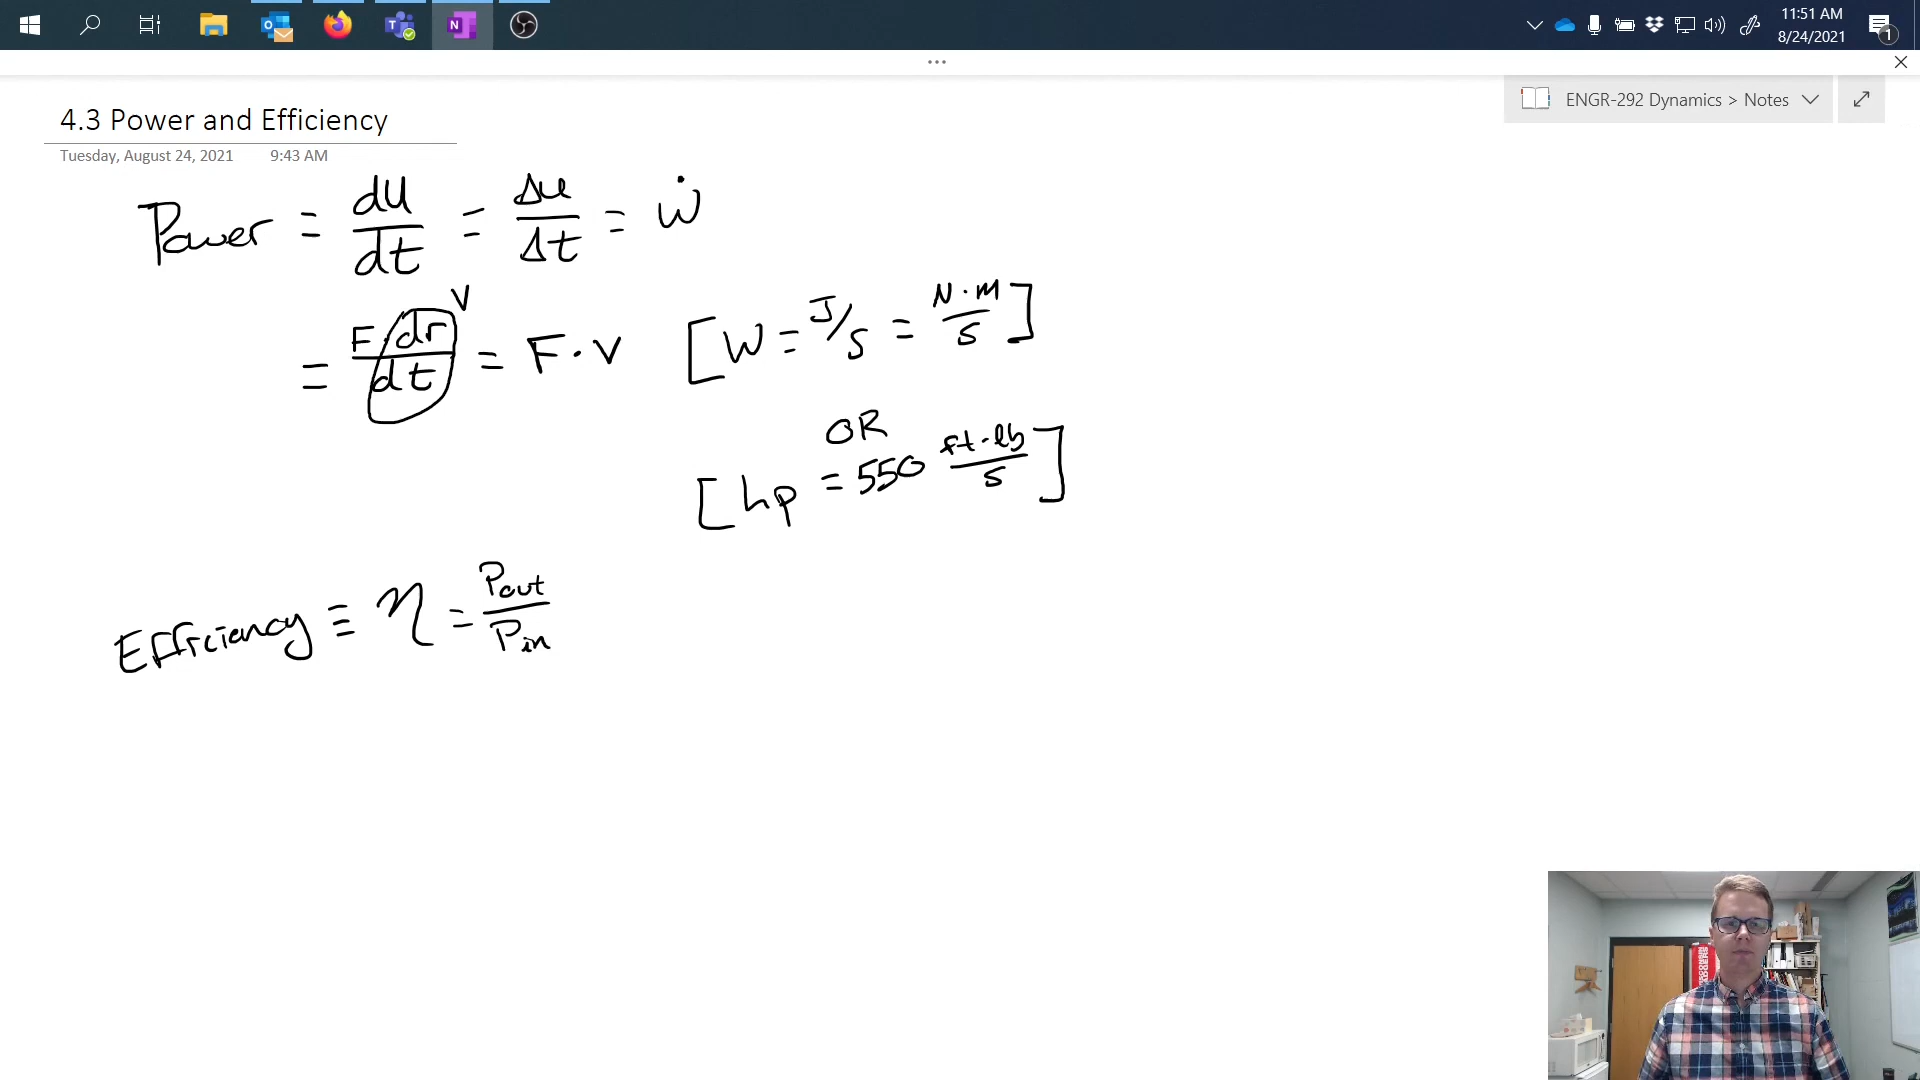 11:51 AM
8/24/2021
1
ENGR-292 Dynamics > Notes
4.3 Power and Efficiency
Tuesday, August 24, 2021 9:43 AM
Power = du/dt = Δu/Δt = ẇ
= F·dr/dt = F·v [W = J/s = N·m/s]
v
OR
[hp = 550 ft·lb/s]
Efficiency ≡ η = Pout/Pin